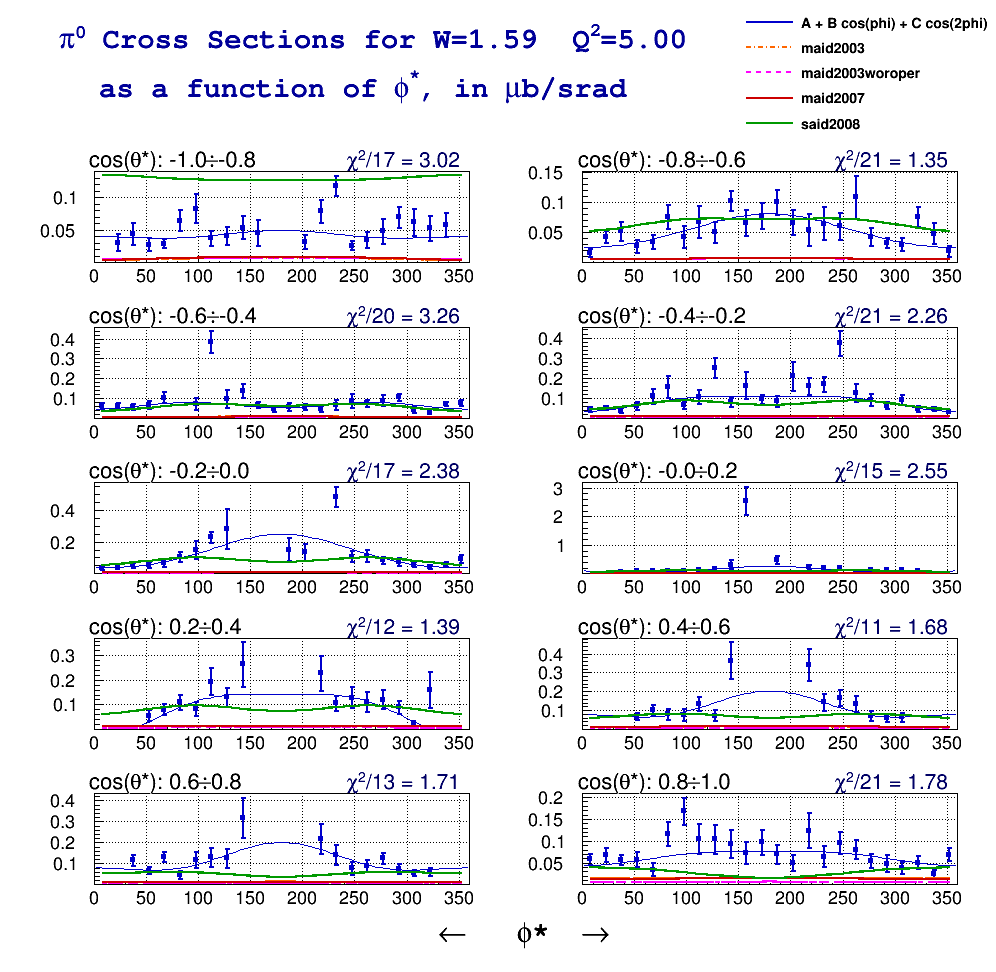 π⁰ Cross Sections for W=1.59 Q²=5.00
as a function of ϕ*, in μb/srad
A + B cos(phi) + C cos(2phi)
maid2003
maid2003woroper
maid2007
said2008
cos(θ*): -1.0÷-0.8 χ²/17 = 3.02
0.1
0.05
0 50 100 150 200 250 300 350
cos(θ*): -0.8÷-0.6 χ²/21 = 1.35
0.15
0.1
0.05
0 50 100 150 200 250 300 350
cos(θ*): -0.6÷-0.4 χ²/20 = 3.26
0.4
0.3
0.2
0.1
0 50 100 150 200 250 300 350
cos(θ*): -0.4÷-0.2 χ²/21 = 2.26
0.4
0.3
0.2
0.1
0 50 100 150 200 250 300 350
cos(θ*): -0.2÷0.0 χ²/17 = 2.38
0.4
0.2
0 50 100 150 200 250 300 350
cos(θ*): -0.0÷0.2 χ²/15 = 2.55
3
2
1
0 50 100 150 200 250 300 350
cos(θ*): 0.2÷0.4 χ²/12 = 1.39
0.3
0.2
0.1
0 50 100 150 200 250 300 350
cos(θ*): 0.4÷0.6 χ²/11 = 1.68
0.4
0.3
0.2
0.1
0 50 100 150 200 250 300 350
cos(θ*): 0.6÷0.8 χ²/13 = 1.71
0.4
0.3
0.2
0.1
0 50 100 150 200 250 300 350
cos(θ*): 0.8÷1.0 χ²/21 = 1.78
0.2
0.15
0.1
0.05
0 50 100 150 200 250 300 350
← ϕ* →